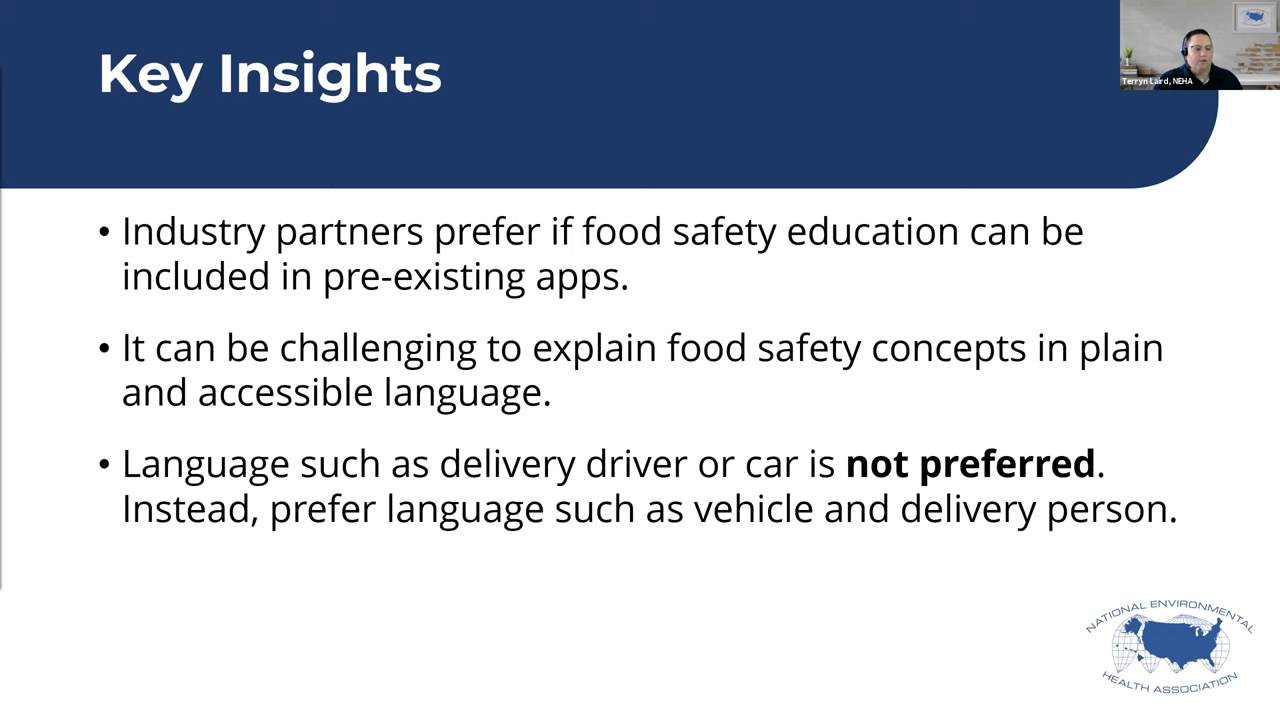 Key Insights
Terryn Laird, NEHA
• Industry partners prefer if food safety education can be
included in pre-existing apps.
• It can be challenging to explain food safety concepts in plain
and accessible language.
• Language such as delivery driver or car is not preferred.
Instead, prefer language such as vehicle and delivery person.
NATIONAL ENVIRONMENTAL
HEALTH ASSOCIATION